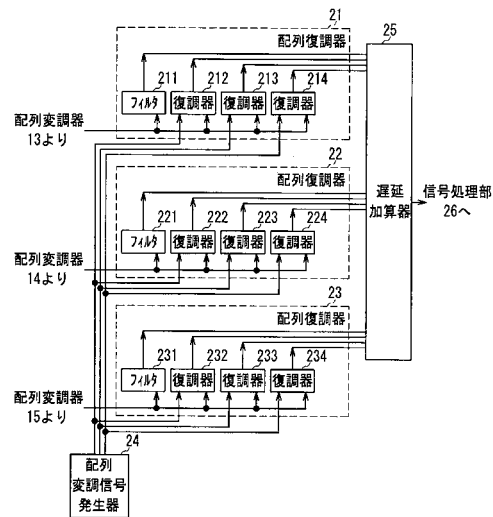 21
配列復調器
25
211 212 213 214
フィルタ 復調器 復調器 復調器
配列変調器
13より
22
配列復調器
221 222 223 224
フィルタ 復調器 復調器 復調器
配列変調器
14より
遅延
加算器
信号処理部
26へ
23
配列復調器
231 232 233 234
フィルタ 復調器 復調器 復調器
配列変調器
15より
24
配列
変調信号
発生器